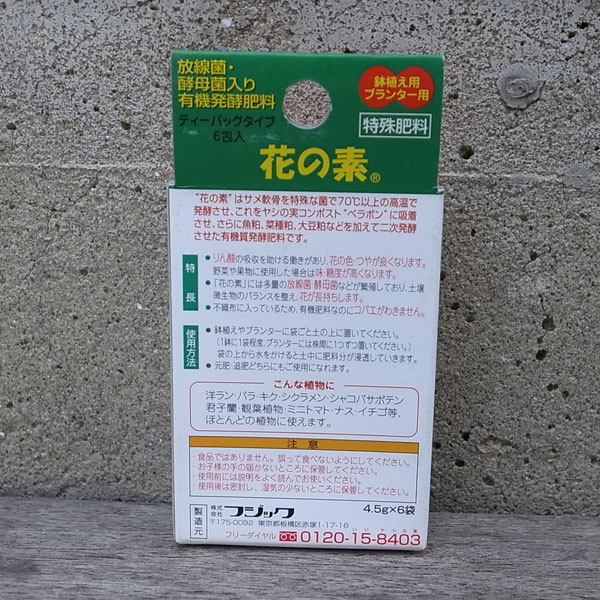 放線菌・
酵母菌入り
有機発酵肥料
ティーバッグタイプ
6包入
鉢植え用
プランター用
特殊肥料
花の素®
"花の素"はサメ軟骨を特殊な菌で70℃以上の高温で
発酵させ、これをヤシの実コンポスト"ベラボン"に吸着
させ、さらに魚粕、菜種粕、大豆粕などを加えて二次発酵
させた有機質発酵肥料です。
特長
●りん酸の吸収を助ける働きがあり、花の色・つやが良くなります。
野菜や果物に使用した場合は味・糖度が高くなります。
●「花の素」には多量の放線菌・酵母菌などが繁殖しており、土壌
微生物のバランスを整え、花が長持ちします。
●不織布に入っているため、有機肥料なのにコバエがわきません。
使用方法
●鉢植えやプランターに袋ごと土の上に置いてください。
(1鉢に1袋程度、プランターには株間に1つずつ置いてください。)
袋の上から水をかけると土中に肥料分が浸透していきます。
●元肥・追肥どちらにもご使用になれます。
こんな植物に
洋ラン・バラ・キク・シクラメン・シャコバサボテン
君子蘭・観葉植物・ミニトマト・ナス・イチゴ等、
ほとんどの植物に使えます。
注意
・食品ではありません。誤って食べないようにしてください。
・お子様の手の届かないところに保管してください。
・使用前には説明をよく読んでお使いください。
・使用後は密封し、湿気の少ないところに保管してください。
4.5g×6袋
製造元
株式会社フジック
〒175-0092 東京都板橋区赤塚1-17-16
いい ヤシの実
フリーダイヤル 0120-15-8403